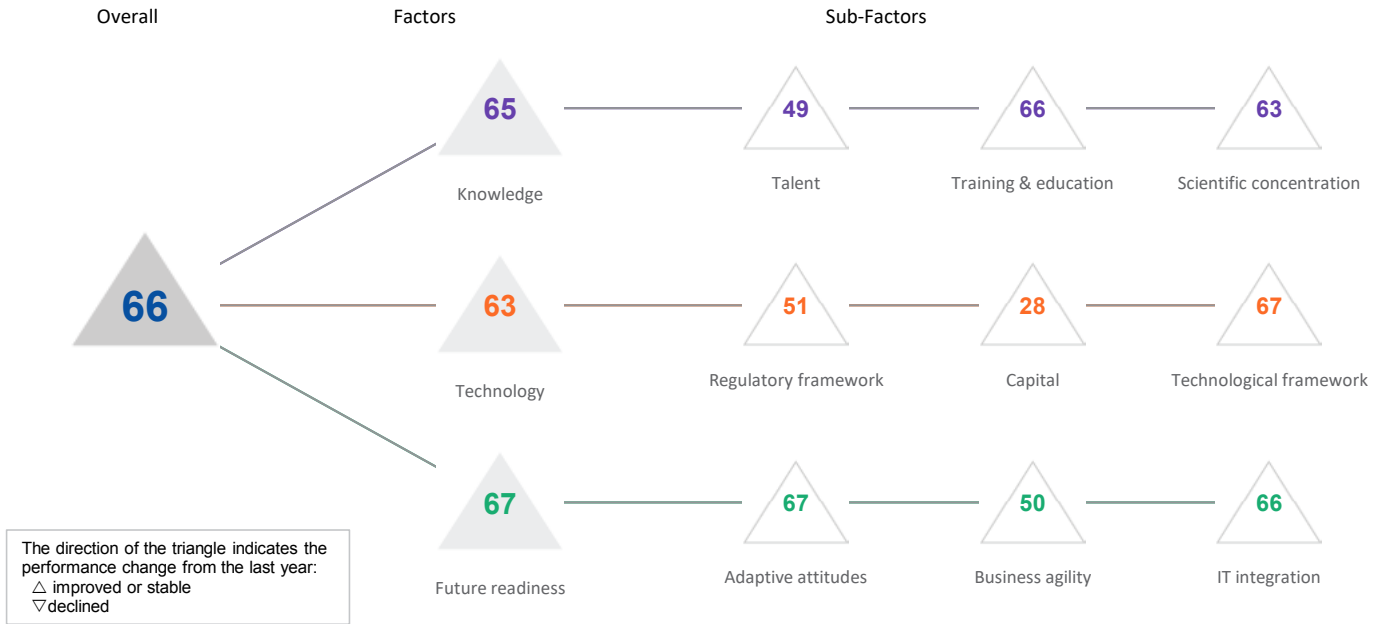 Overall
Factors
Sub-Factors
65
49
66
63
Knowledge
Talent
Training & education
Scientific concentration
66
63
51
28
67
Technology
Regulatory framework
Capital
Technological framework
67
67
50
66
Future readiness
Adaptive attitudes
Business agility
IT integration
The direction of the triangle indicates the
performance change from the last year:
△ improved or stable
▽declined